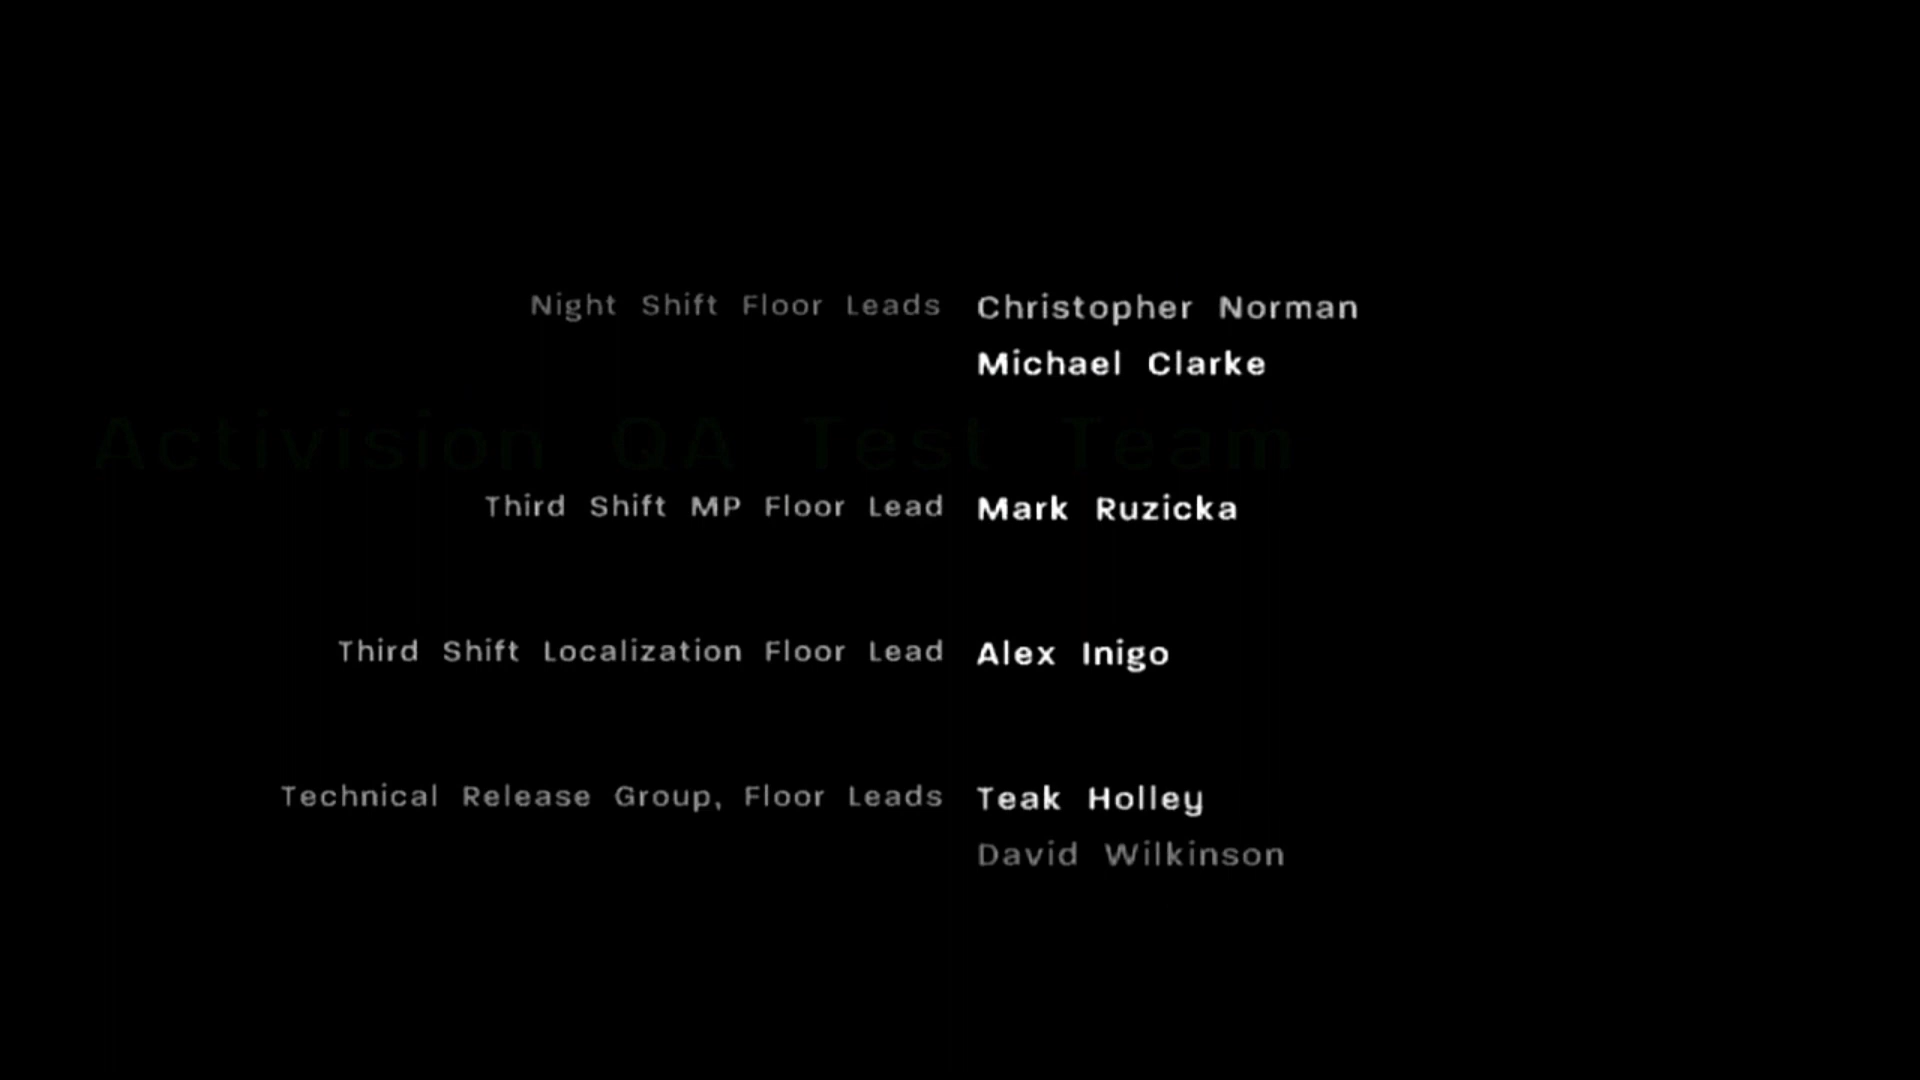 Night Shift Floor Leads Christopher Norman
Michael Clarke
Activision QA Test Team
Third Shift MP Floor Lead Mark Ruzicka
Third Shift Localization Floor Lead Alex Inigo
Technical Release Group, Floor Leads Teak Holley
David Wilkinson